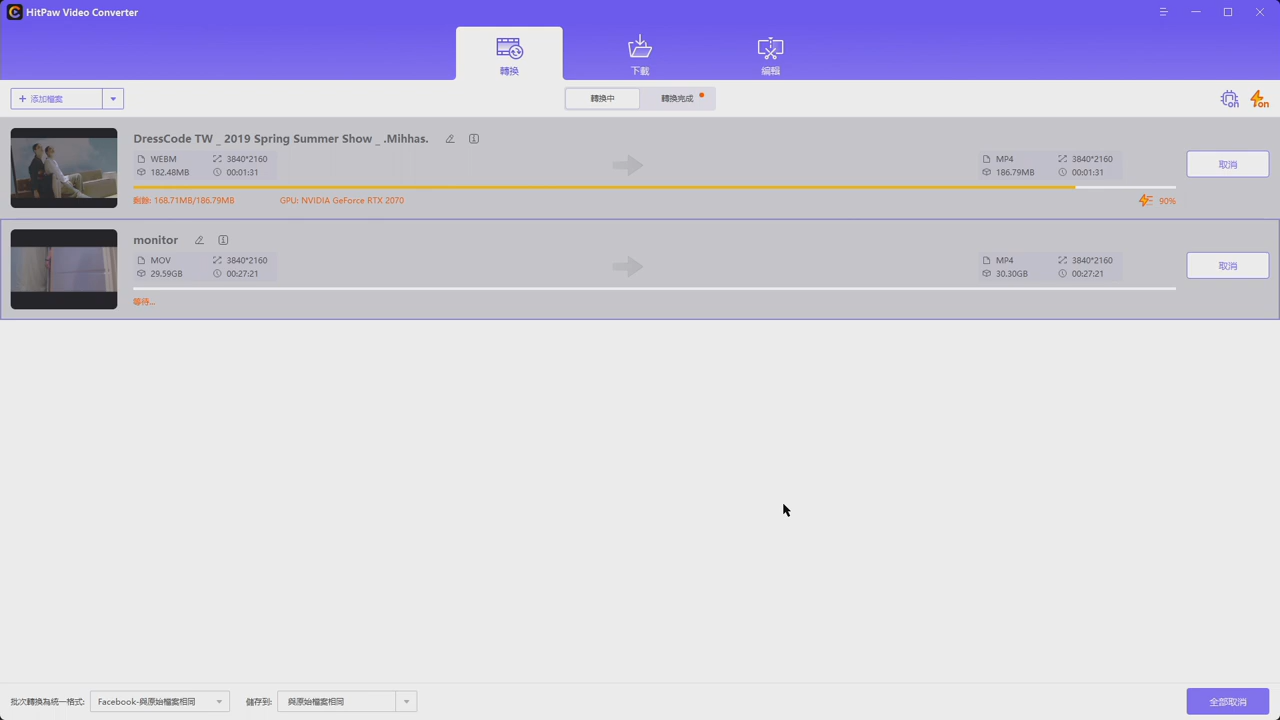 HitPaw Video Converter
轉換
下載
編輯
+ 添加檔案
轉換中
轉換完成
on
on
DressCode TW _ 2019 Spring Summer Show _ .Mihhas.
WEBM 3840*2160
182.48MB 00:01:31
MP4 3840*2160
186.79MB 00:01:31
取消
剩餘: 168.71MB/186.79MB GPU: NVIDIA GeForce RTX 2070 90%
monitor
MOV 3840*2160
29.59GB 00:27:21
MP4 3840*2160
30.30GB 00:27:21
取消
等待...
批次轉換為統一格式: Facebook-與原始檔案相同 儲存到: 與原始檔案相同 全部取消